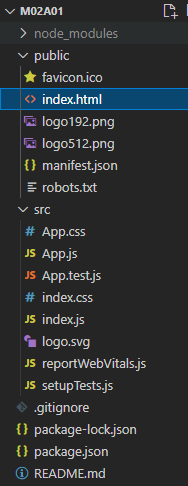 M02A01
node_modules
public
favicon.ico
index.html
logo192.png
logo512.png
manifest.json
robots.txt
src
App.css
App.js
App.test.js
index.css
index.js
logo.svg
reportWebVitals.js
setupTests.js
.gitignore
package-lock.json
package.json
README.md